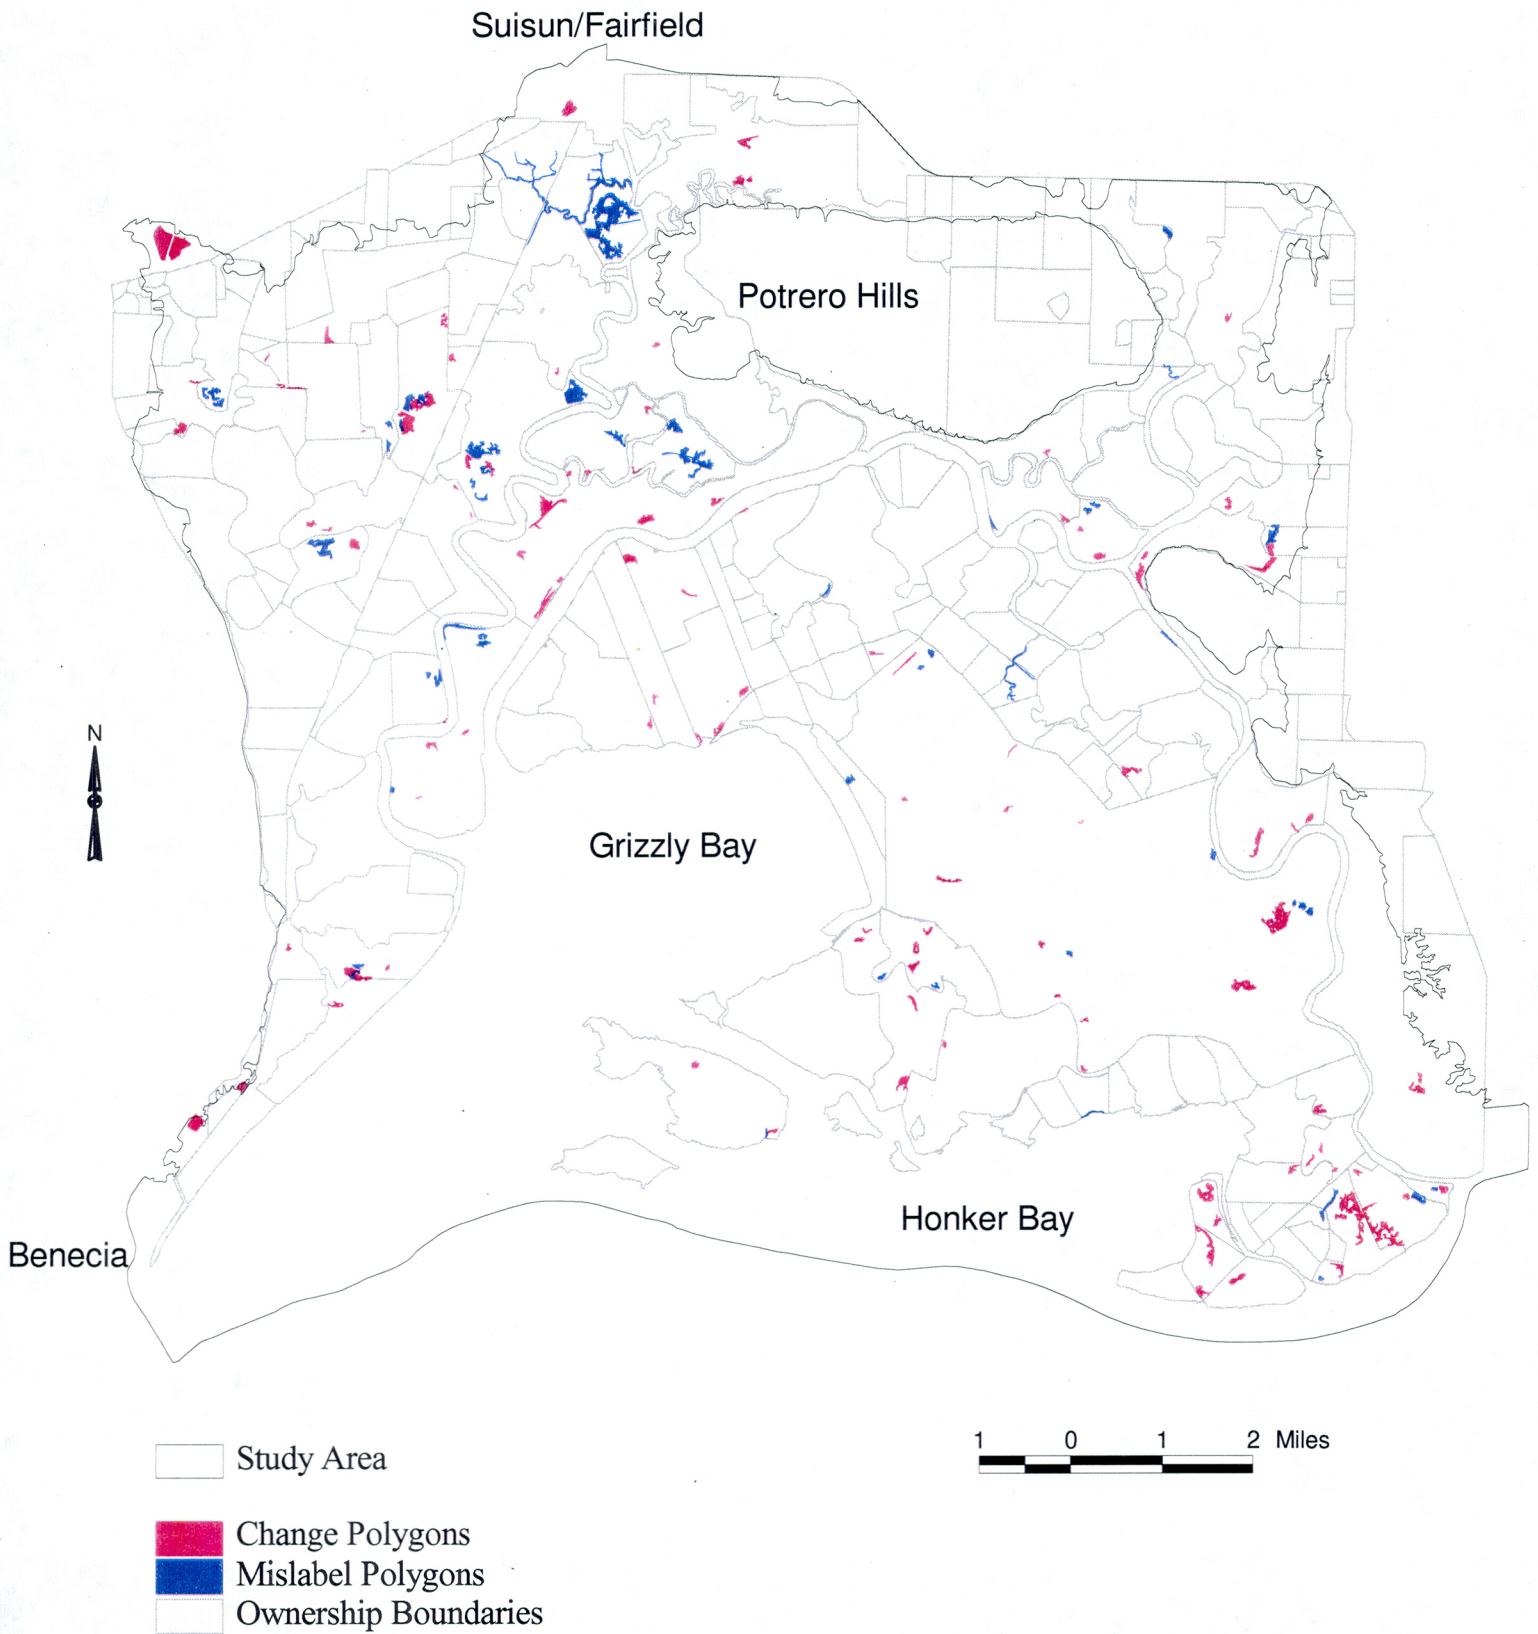 Suisun/Fairfield
Potrero Hills
N
Grizzly Bay
Honker Bay
Benecia
1 0 1 2 Miles
Study Area
Change Polygons
Mislabel Polygons
Ownership Boundaries